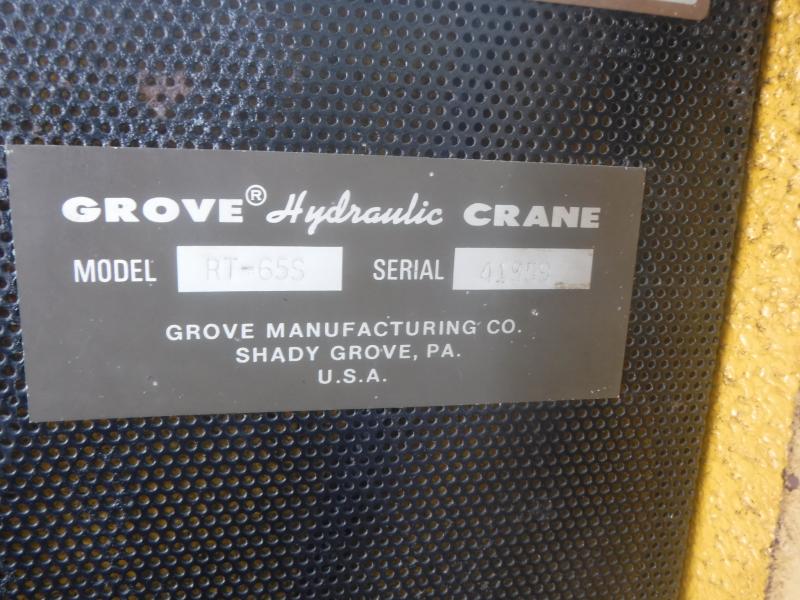 GROVE® Hydraulic CRANE
MODEL RT-65S SERIAL
GROVE MANUFACTURING CO.
SHADY GROVE, PA.
U.S.A.